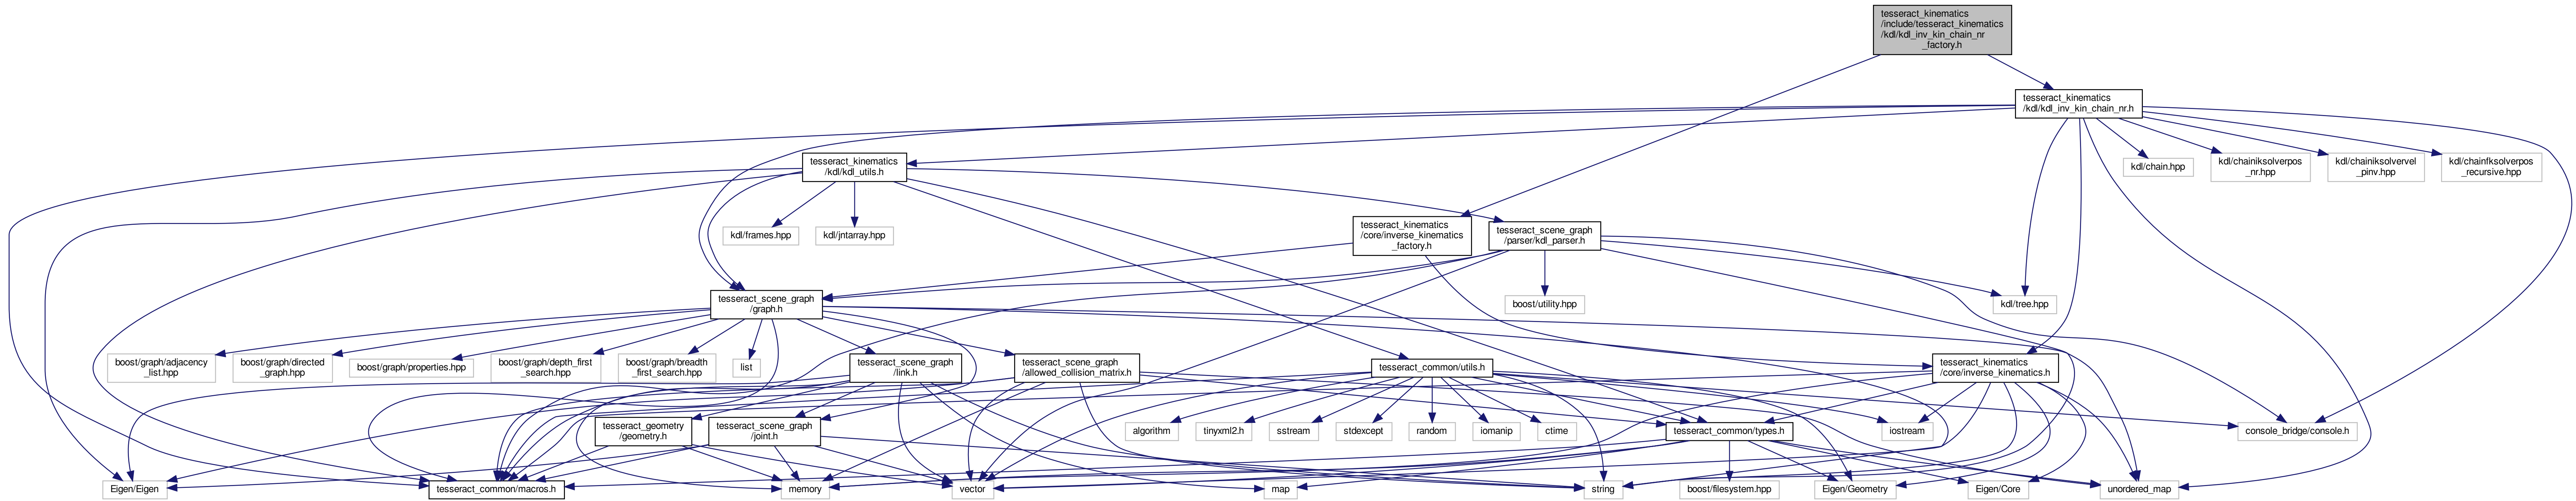 tesseract_kinematics
/include/tesseract_kinematics
/kdl/kdl_inv_kin_chain_nr
_factory.h
tesseract_kinematics
/kdl/kdl_inv_kin_chain_nr.h
tesseract_kinematics
/kdl/kdl_utils.h
kdl/chain.hpp
kdl/chainiksolverpos
_nr.hpp
kdl/chainiksolvervel
_pinv.hpp
kdl/chainfksolverpos
_recursive.hpp
kdl/frames.hpp
kdl/jntarray.hpp
tesseract_kinematics
/core/inverse_kinematics
_factory.h
tesseract_scene_graph
/parser/kdl_parser.h
tesseract_scene_graph
/graph.h
boost/utility.hpp
kdl/tree.hpp
boost/graph/adjacency
_list.hpp
boost/graph/directed
_graph.hpp
boost/graph/properties.hpp
boost/graph/depth_first
_search.hpp
boost/graph/breadth
_first_search.hpp
list
tesseract_scene_graph
/link.h
tesseract_scene_graph
/allowed_collision_matrix.h
tesseract_common/utils.h
tesseract_kinematics
/core/inverse_kinematics.h
tesseract_geometry
/geometry.h
tesseract_scene_graph
/joint.h
algorithm
tinyxml2.h
sstream
stdexcept
random
iomanip
ctime
tesseract_common/types.h
iostream
console_bridge/console.h
Eigen/Eigen
tesseract_common/macros.h
memory
vector
map
string
boost/filesystem.hpp
Eigen/Geometry
Eigen/Core
unordered_map